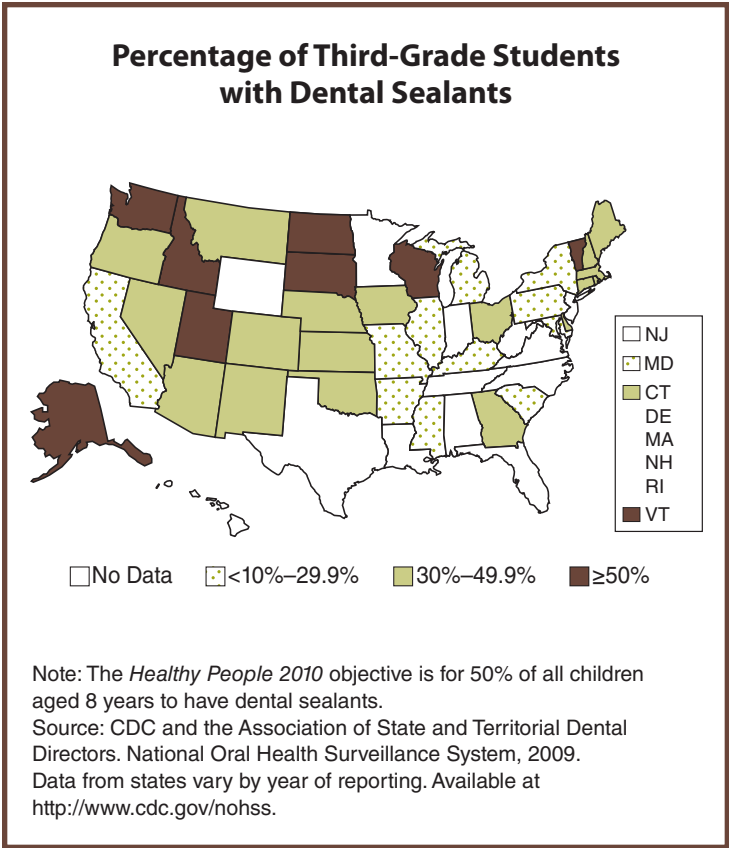 Percentage of Third-Grade Students
with Dental Sealants
NJ
MD
CT
DE
MA
NH
RI
VT
No Data <10%–29.9% 30%–49.9% ≥50%
Note: The Healthy People 2010 objective is for 50% of all children
aged 8 years to have dental sealants.
Source: CDC and the Association of State and Territorial Dental
Directors. National Oral Health Surveillance System, 2009.
Data from states vary by year of reporting. Available at
http://www.cdc.gov/nohss.